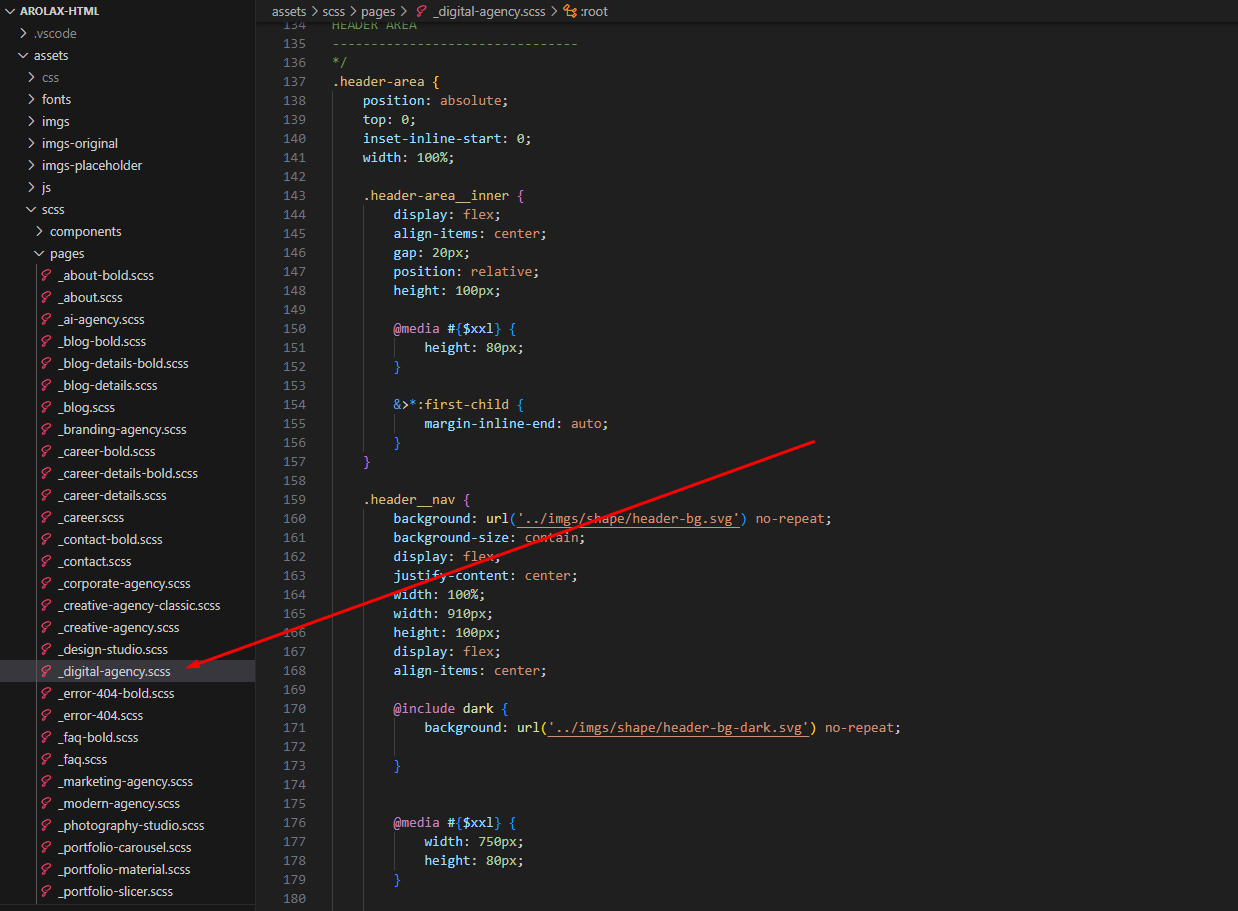 AROLAX-HTML
.vscode
assets
css
fonts
imgs
imgs-original
imgs-placeholder
js
scss
components
pages
_about-bold.scss
_about.scss
_ai-agency.scss
_blog-bold.scss
_blog-details-bold.scss
_blog-details.scss
_blog.scss
_branding-agency.scss
_career-bold.scss
_career-details-bold.scss
_career-details.scss
_career.scss
_contact-bold.scss
_contact.scss
_corporate-agency.scss
_creative-agency-classic.scss
_creative-agency.scss
_design-studio.scss
_digital-agency.scss
_error-404-bold.scss
_error-404.scss
_faq-bold.scss
_faq.scss
_marketing-agency.scss
_modern-agency.scss
_photography-studio.scss
_portfolio-carousel.scss
_portfolio-material.scss
_portfolio-slicer.scss
assets > scss > pages > _digital-agency.scss > :root
134 HEADER AREA
135 --------------------------------
136 */
137 .header-area {
138 position: absolute;
139 top: 0;
140 inset-inline-start: 0;
141 width: 100%;
142
143 .header-area__inner {
144 display: flex;
145 align-items: center;
146 gap: 20px;
147 position: relative;
148 height: 100px;
149
150 @media #{$xxl} {
151 height: 80px;
152 }
153
154 &>*:first-child {
155 margin-inline-end: auto;
156 }
157 }
158
159 .header__nav {
160 background: url('../imgs/shape/header-bg.svg') no-repeat;
161 background-size: contain;
162 display: flex;
163 justify-content: center;
164 width: 100%;
165 width: 910px;
166 height: 100px;
167 display: flex;
168 align-items: center;
169
170 @include dark {
171 background: url('../imgs/shape/header-bg-dark.svg') no-repeat;
172
173 }
174
175
176 @media #{$xxl} {
177 width: 750px;
178 height: 80px;
179 }
180